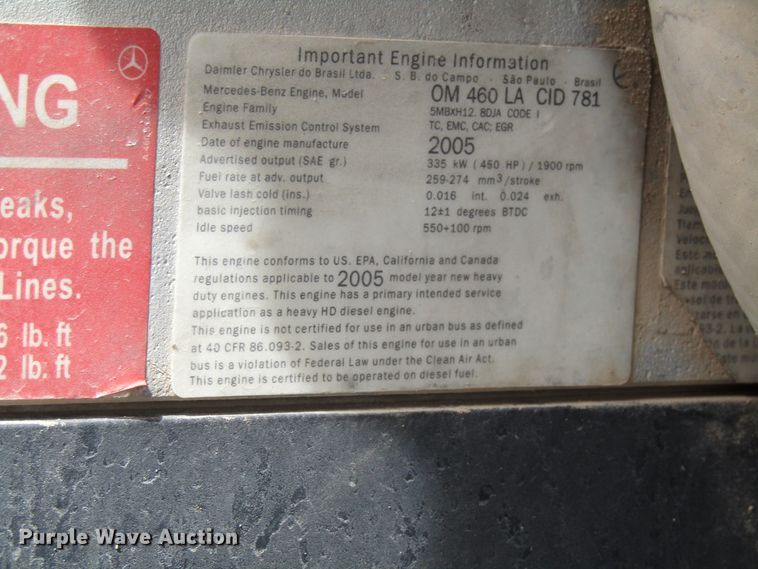 NG
eaks,
orque the
Lines.
6 lb. ft
2 lb. ft
Important Engine Information
Daimler Chrysler do Brasil Ltda. - S. B. do Campo - São Paulo - Brasil
Mercedes-Benz Engine, Model OM 460 LA CID 781
Engine Family 5MBXH12. 8DJA CODE I
Exhaust Emission Control System TC, EMC, CAC; EGR
Date of engine manufacture 2005
Advertised output (SAE gr.) 335 kW ( 450 HP) / 1900 rpm
Fuel rate at adv. output 259-274 mm³/stroke
Valve lash cold (ins.) 0.016 int. 0.024 exh.
basic injection timing 12±1 degrees BTDC
Idle speed 550+100 rpm
This engine conforms to US. EPA, California and Canada
regulations applicable to 2005 model year new heavy
duty engines. This engine has a primary intended service
application as a heavy HD diesel engine.
This engine is not certified for use in an urban bus as defined
at 40 CFR 86.093-2. Sales of this engine for use in an urban
bus is a violation of Federal Law under the Clean Air Act.
This engine is certified to be operated on diesel fuel.
Purple Wave Auction